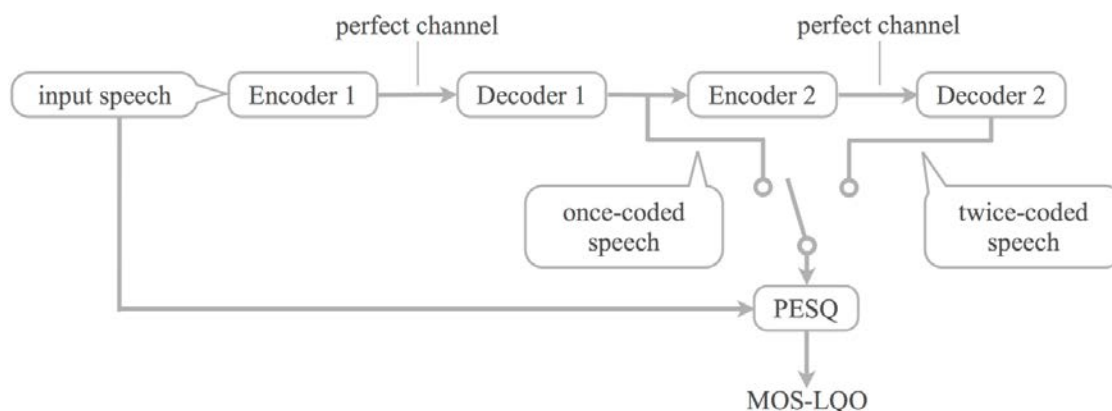 perfect channel
perfect channel
input speech
Encoder 1
Decoder 1
Encoder 2
Decoder 2
once-coded
speech
twice-coded
speech
PESQ
MOS-LQO